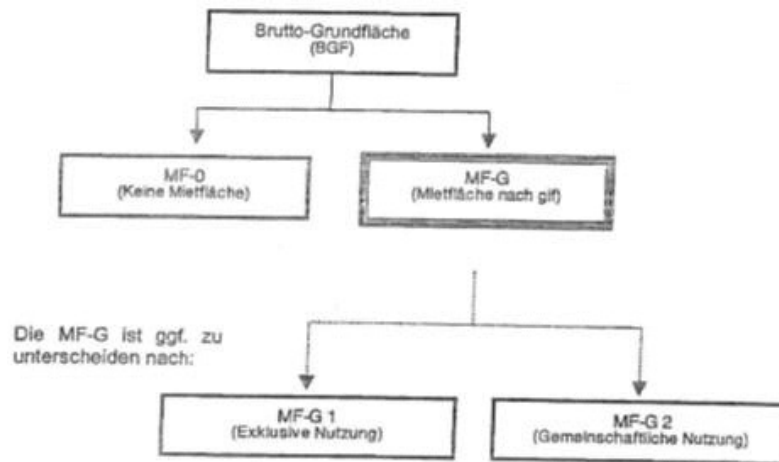 Brutto-Grundfläche
(BGF)
MF-0
(Keine Mietfläche)
MF-G
(Mietfläche nach gif)
Die MF-G ist ggf. zu
unterscheiden nach:
MF-G 1
(Exklusive Nutzung)
MF-G 2
(Gemeinschaftliche Nutzung)